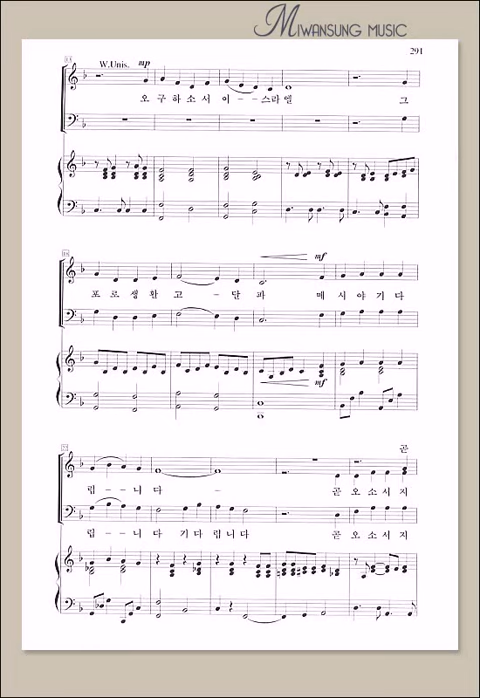 MIWANSUNG MUSIC
291
W.Unis. mp
오 구 하 소 서 이 - - 스라엘 그
mf
포 로 생 환 고 - 달 파 메 시 야 기 다
mf
곧
립 - - 니 다 - 곧 오 소 서 지
립 - - 니 다 기 다 립 니 다 곧 오 소 서 지